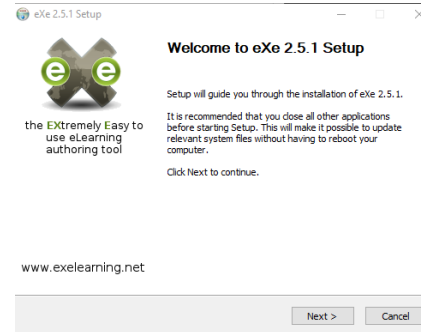 eXe 2.5.1 Setup
e e
the EXtremely Easy to
use eLearning
authoring tool
www.exelearning.net
Welcome to eXe 2.5.1 Setup
Setup will guide you through the installation of eXe 2.5.1.
It is recommended that you close all other applications
before starting Setup. This will make it possible to update
relevant system files without having to reboot your
computer.
Click Next to continue.
Next >
Cancel